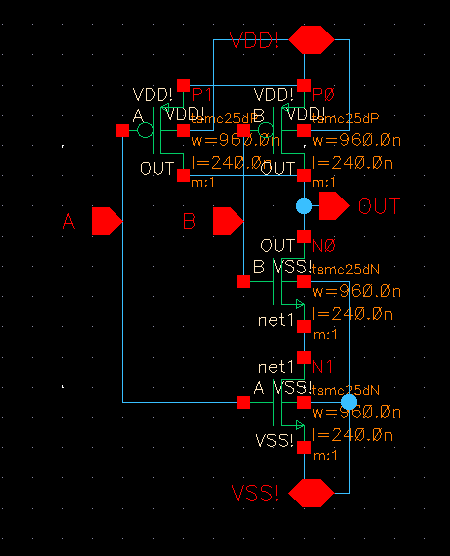 VDD!
P1
P0
VDD!
VDD!
A
VDD!
B
VDD!
tsmc25dP
tsmc25dP
w=960.0n
w=960.0n
l=240.0n
l=240.0n
OUT
OUT
m:1
m:1
A
B
OUT
OUT
N0
B
VSS!
tsmc25dN
w=960.0n
l=240.0n
net1
m:1
net1
N1
A
VSS!
tsmc25dN
w=960.0n
l=240.0n
VSS!
m:1
VSS!